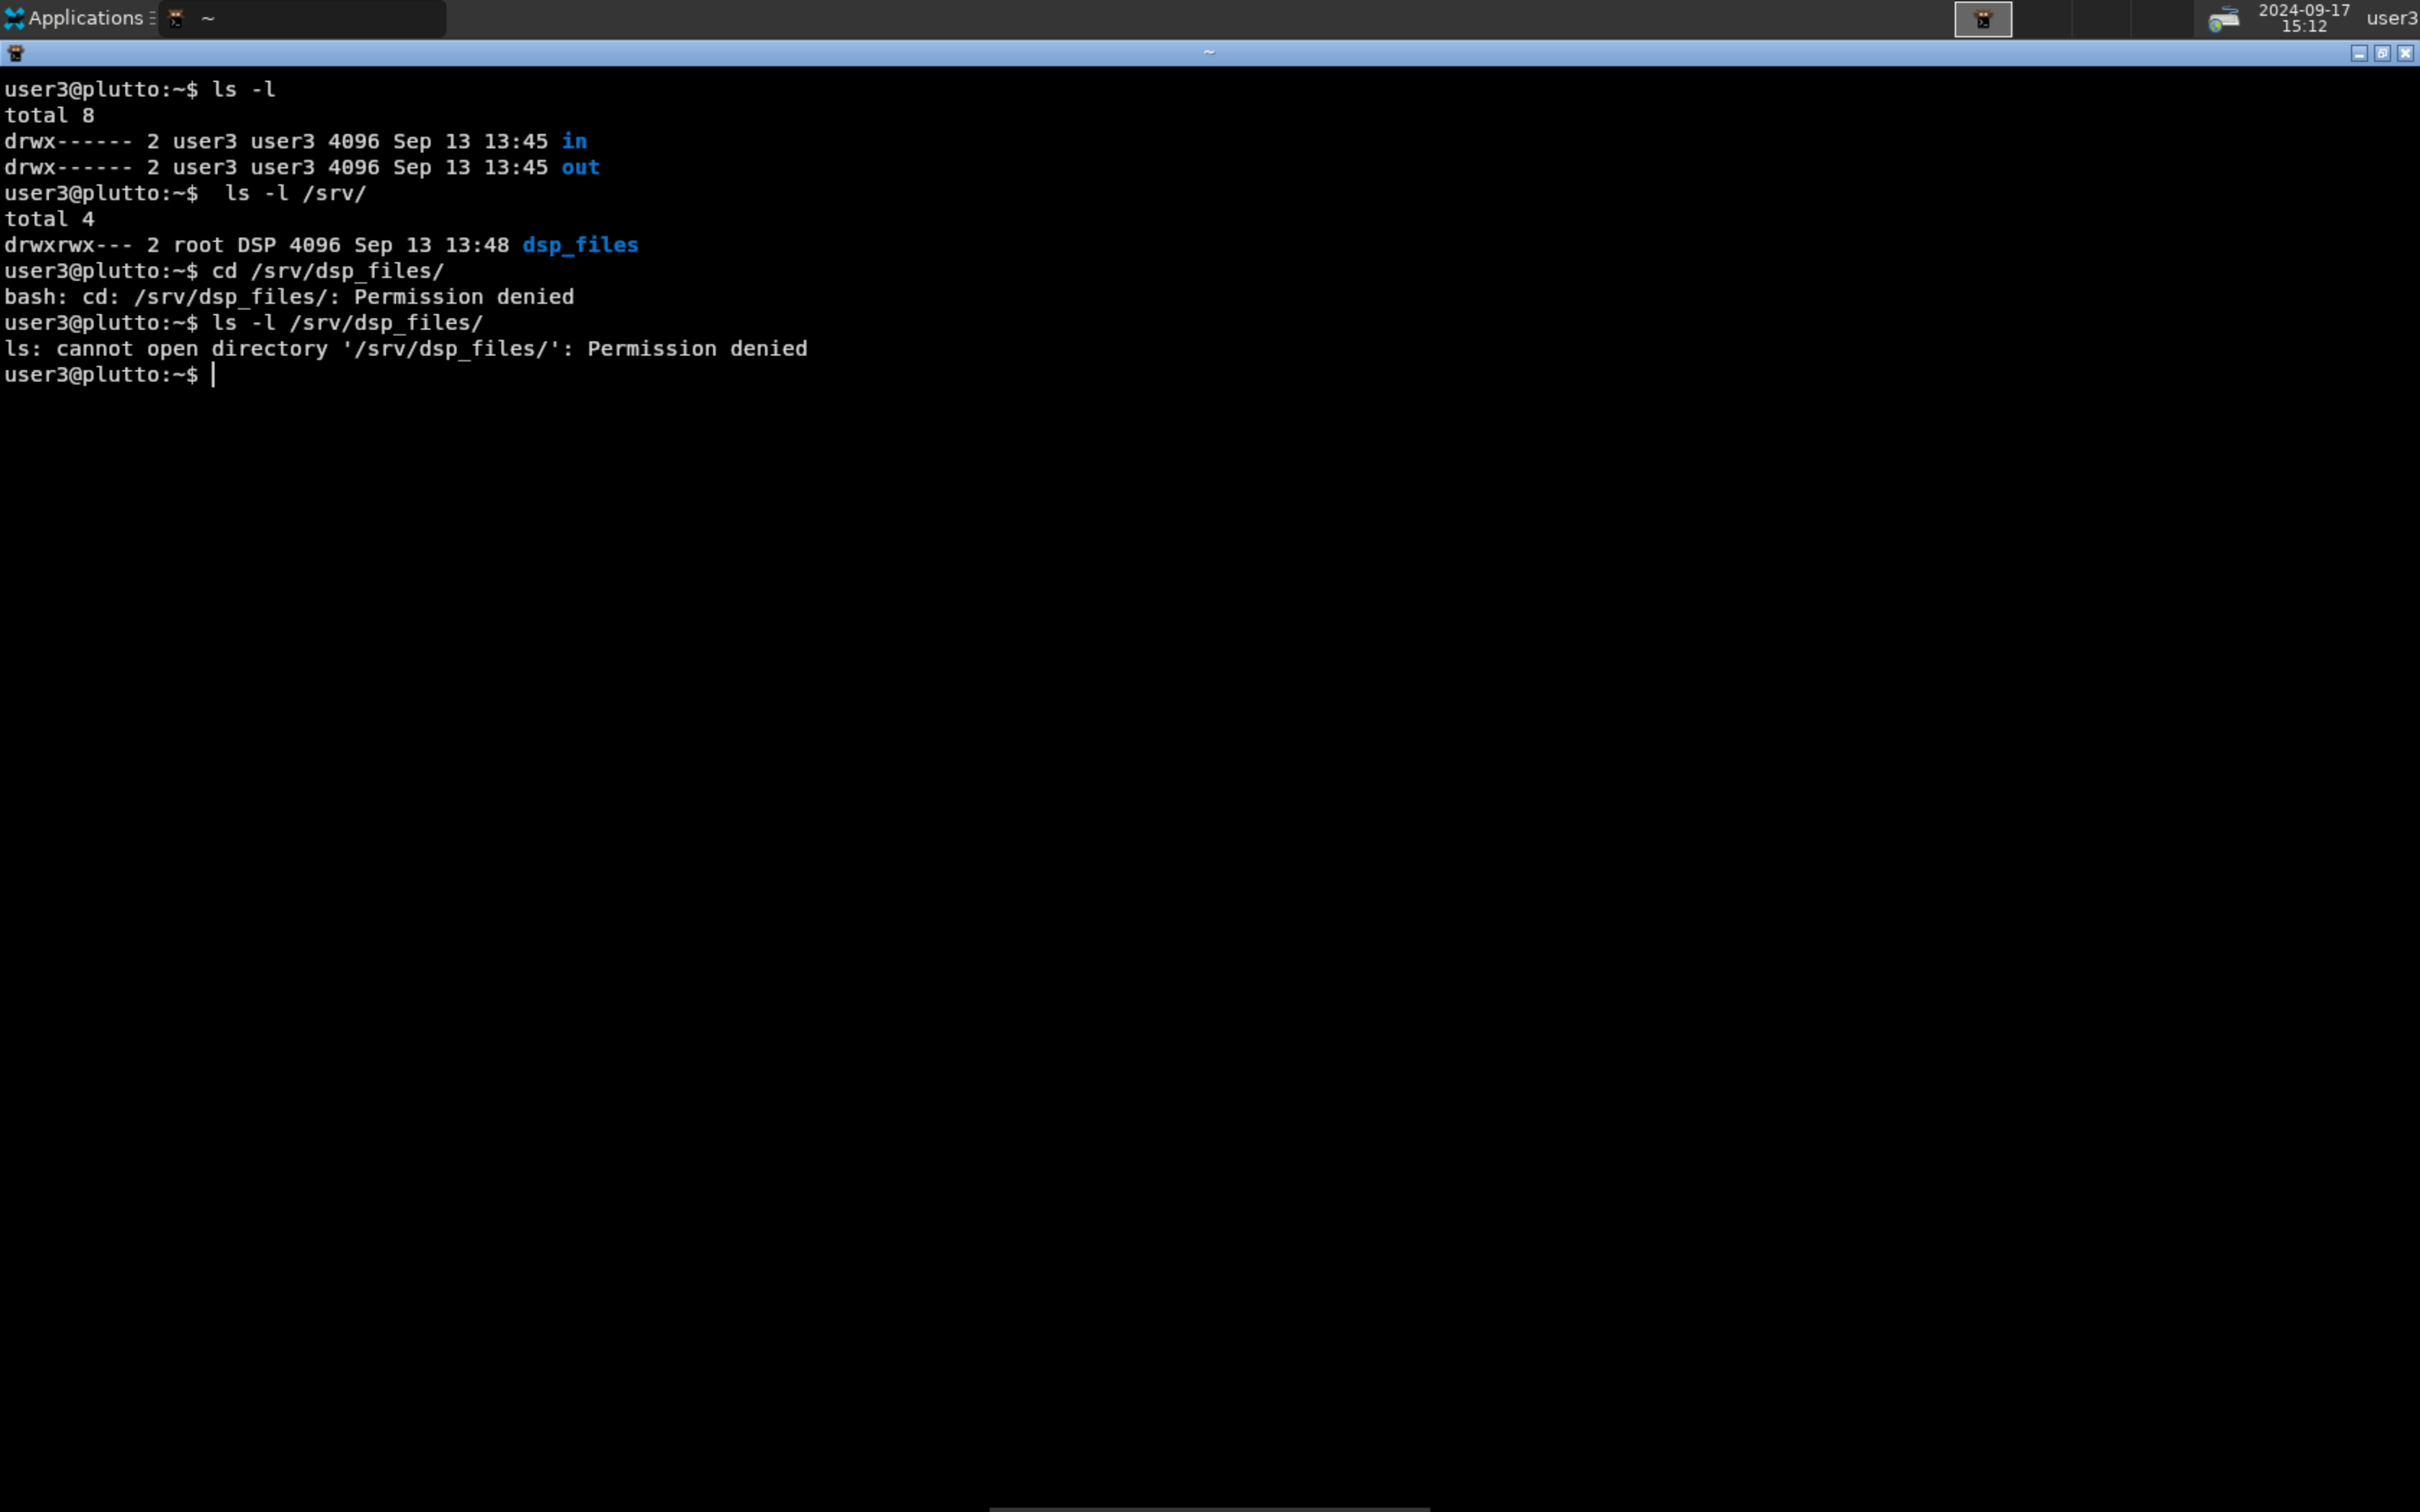 Applications ~ 2024-09-17 user3
15:12
~
user3@plutto:~$ ls -l
total 8
drwx------ 2 user3 user3 4096 Sep 13 13:45 in
drwx------ 2 user3 user3 4096 Sep 13 13:45 out
user3@plutto:~$  ls -l /srv/
total 4
drwxrwx--- 2 root DSP 4096 Sep 13 13:48 dsp_files
user3@plutto:~$ cd /srv/dsp_files/
bash: cd: /srv/dsp_files/: Permission denied
user3@plutto:~$ ls -l /srv/dsp_files/
ls: cannot open directory '/srv/dsp_files/': Permission denied
user3@plutto:~$